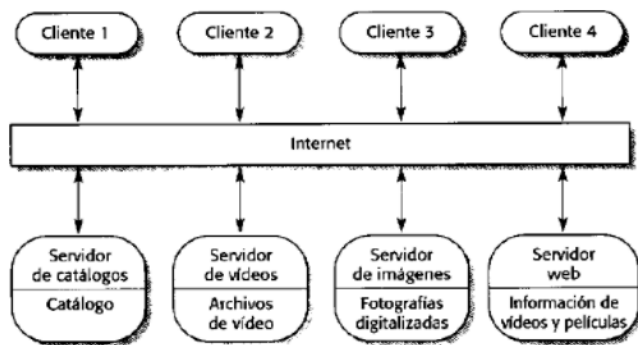 Cliente 1
Cliente 2
Cliente 3
Cliente 4
Internet
Servidor
de catálogos
Catálogo
Servidor
de vídeos
Archivos
de vídeo
Servidor
de imágenes
Fotografías
digitalizadas
Servidor
web
Información de
vídeos y películas